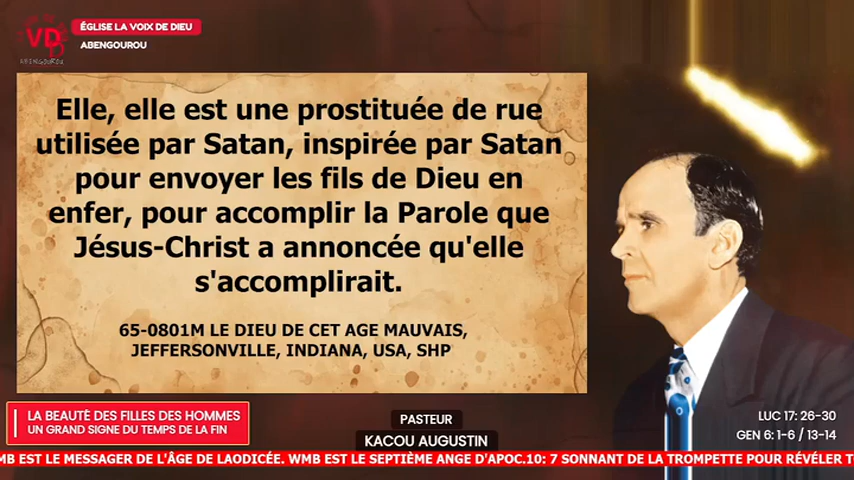 ÉGLISE LA VOIX DE DIEU
ABENGOUROU
VDD
ABENGOUROU
Elle, elle est une prostituée de rue
utilisée par Satan, inspirée par Satan
pour envoyer les fils de Dieu en
enfer, pour accomplir la Parole que
Jésus-Christ a annoncée qu'elle
s'accomplirait.
65-0801M LE DIEU DE CET AGE MAUVAIS,
JEFFERSONVILLE, INDIANA, USA, SHP
LA BEAUTÉ DES FILLES DES HOMMES
UN GRAND SIGNE DU TEMPS DE LA FIN
PASTEUR
KACOU AUGUSTIN
LUC 17: 26-30
GEN 6: 1-6 / 13-14
MB EST LE MESSAGER DE L'ÂGE DE LAODICÉE. WMB EST LE SEPTIÈME ANGE D'APOC.10: 7 SONNANT DE LA TROMPETTE POUR RÉVÉLER T